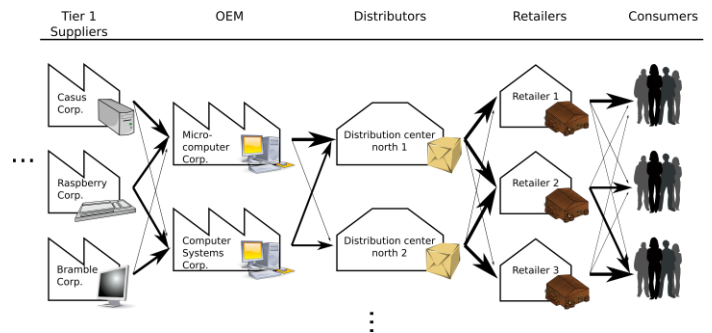 Tier 1
Suppliers
OEM
Distributors
Retailers
Consumers
Casus
Corp.
Micro-
computer
Corp.
Distribution center
north 1
Retailer 1
...
Raspberry
Corp.
Retailer 2
Computer
Systems
Corp.
Distribution center
north 2
Bramble
Corp.
Retailer 3
...